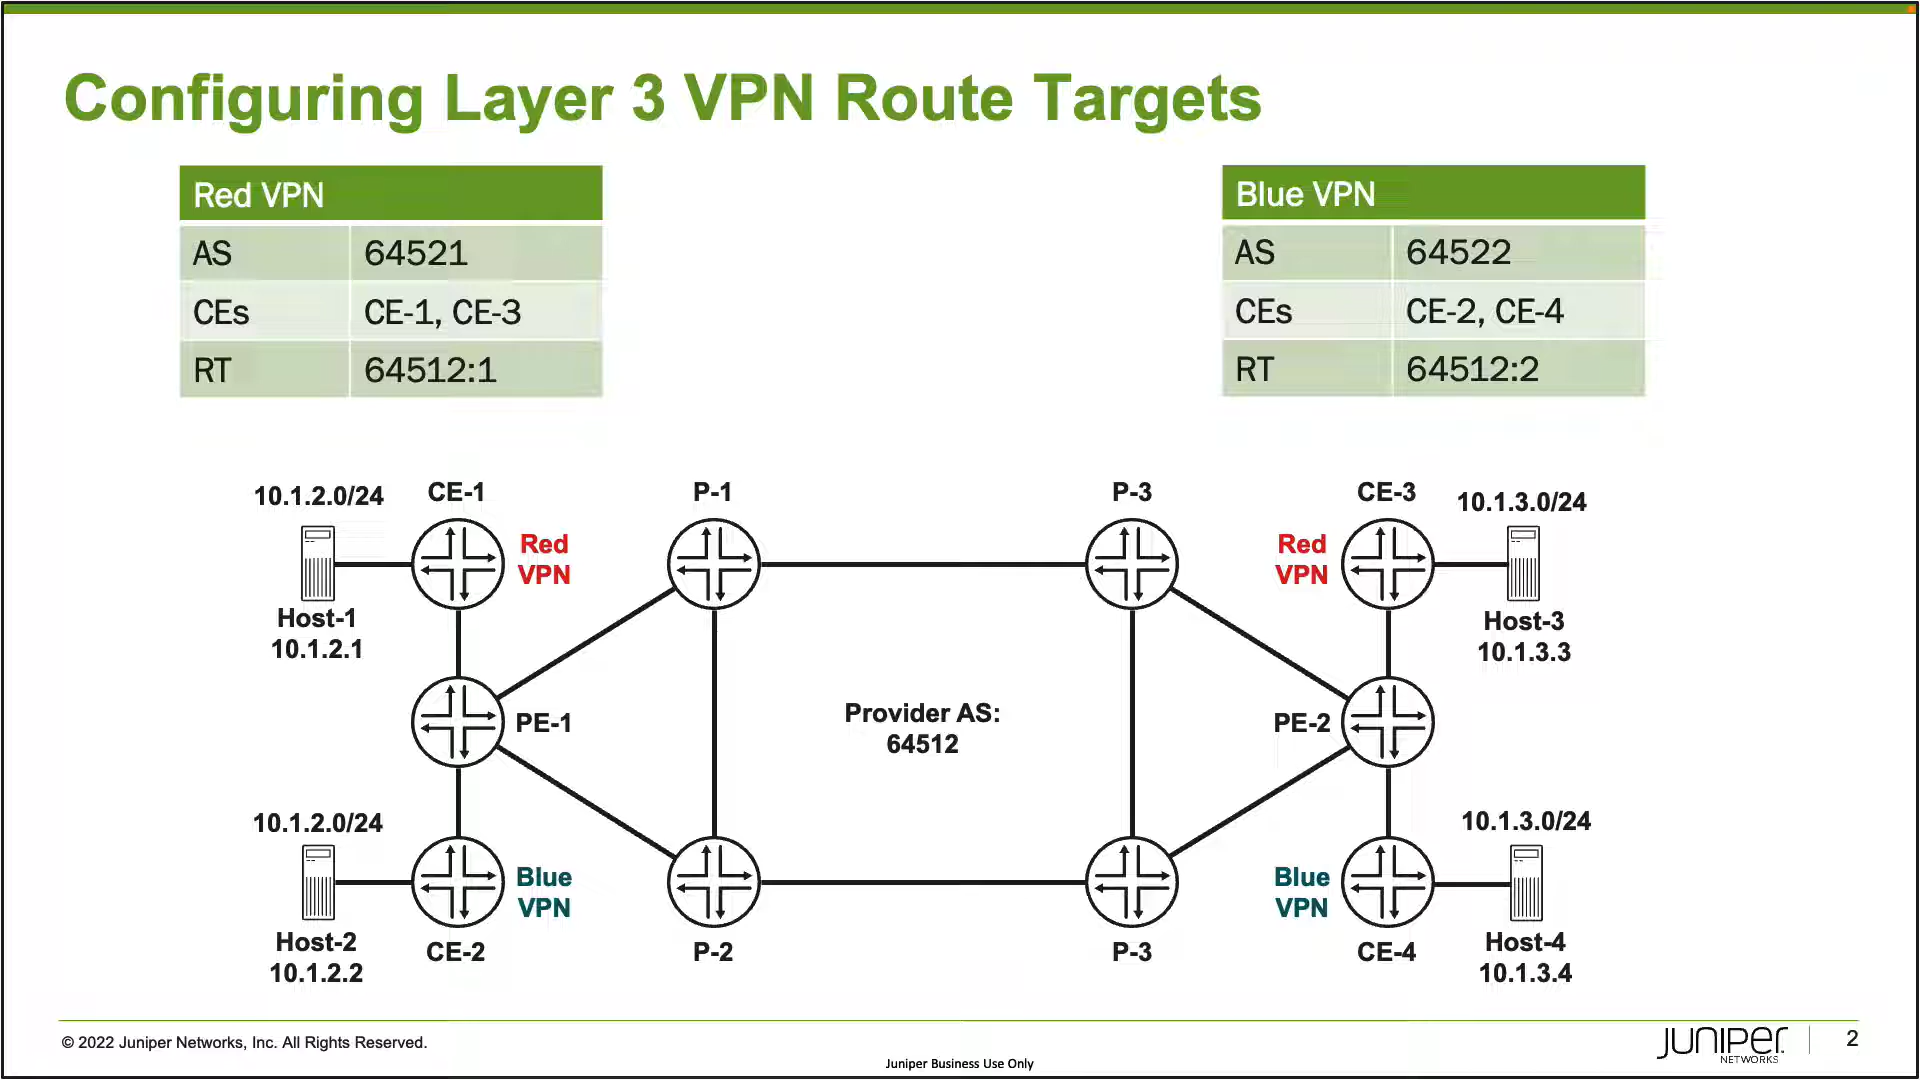 Configuring Layer 3 VPN Route Targets
Red VPN
AS 64521
CEs CE-1, CE-3
RT 64512:1
Blue VPN
AS 64522
CEs CE-2, CE-4
RT 64512:2
10.1.2.0/24
CE-1
P-1
P-3
CE-3
10.1.3.0/24
Red
VPN
Red
VPN
Host-1
10.1.2.1
Host-3
10.1.3.3
PE-1
Provider AS:
64512
PE-2
10.1.2.0/24
10.1.3.0/24
Blue
VPN
Blue
VPN
Host-2
10.1.2.2
CE-2
P-2
P-3
CE-4
Host-4
10.1.3.4
© 2022 Juniper Networks, Inc. All Rights Reserved.
Juniper Business Use Only
JUNIPER
NETWORKS
2